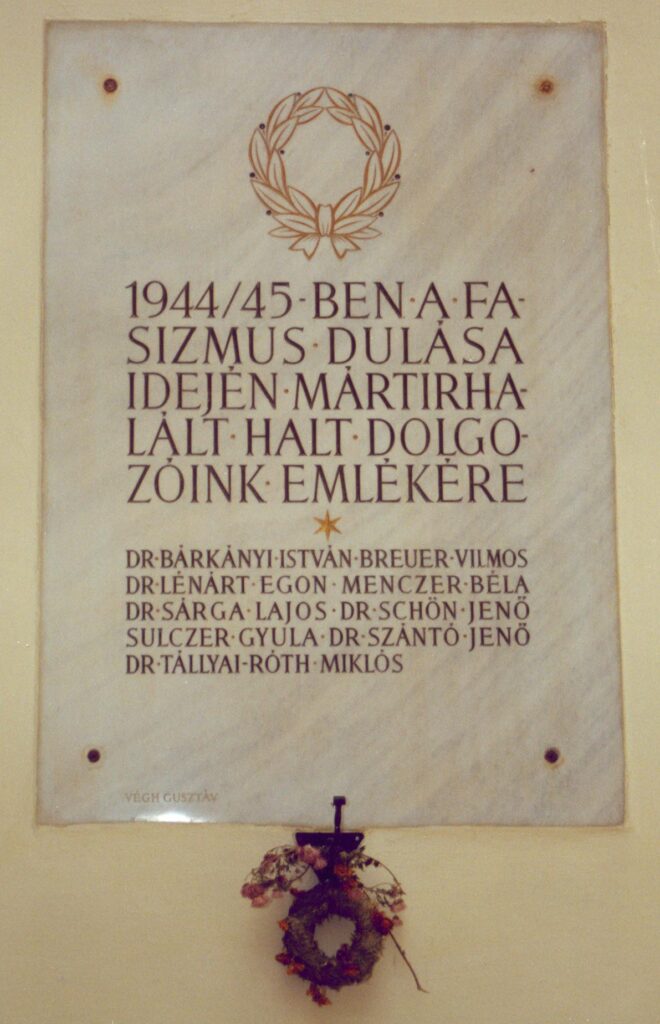 1944/45-BEN·A·FA-
SIZMUS·DULÁSA
IDEJÉN·MÁRTIRHA-
LÁLT·HALT·DOLGO-
ZÓINK·EMLÉKÉRE
DR·BÁRKÁNYI·ISTVÁN·BREUER·VILMOS
DR·LÉNÁRT·EGON·MENCZER·BÉLA
DR·SÁRGA·LAJOS·DR·SCHÖN·JENŐ
SULCZER·GYULA·DR·SZÁNTÓ·JENŐ
DR·TÁLLYAI-RÓTH·MIKLÓS
VÉGH GUSZTÁV